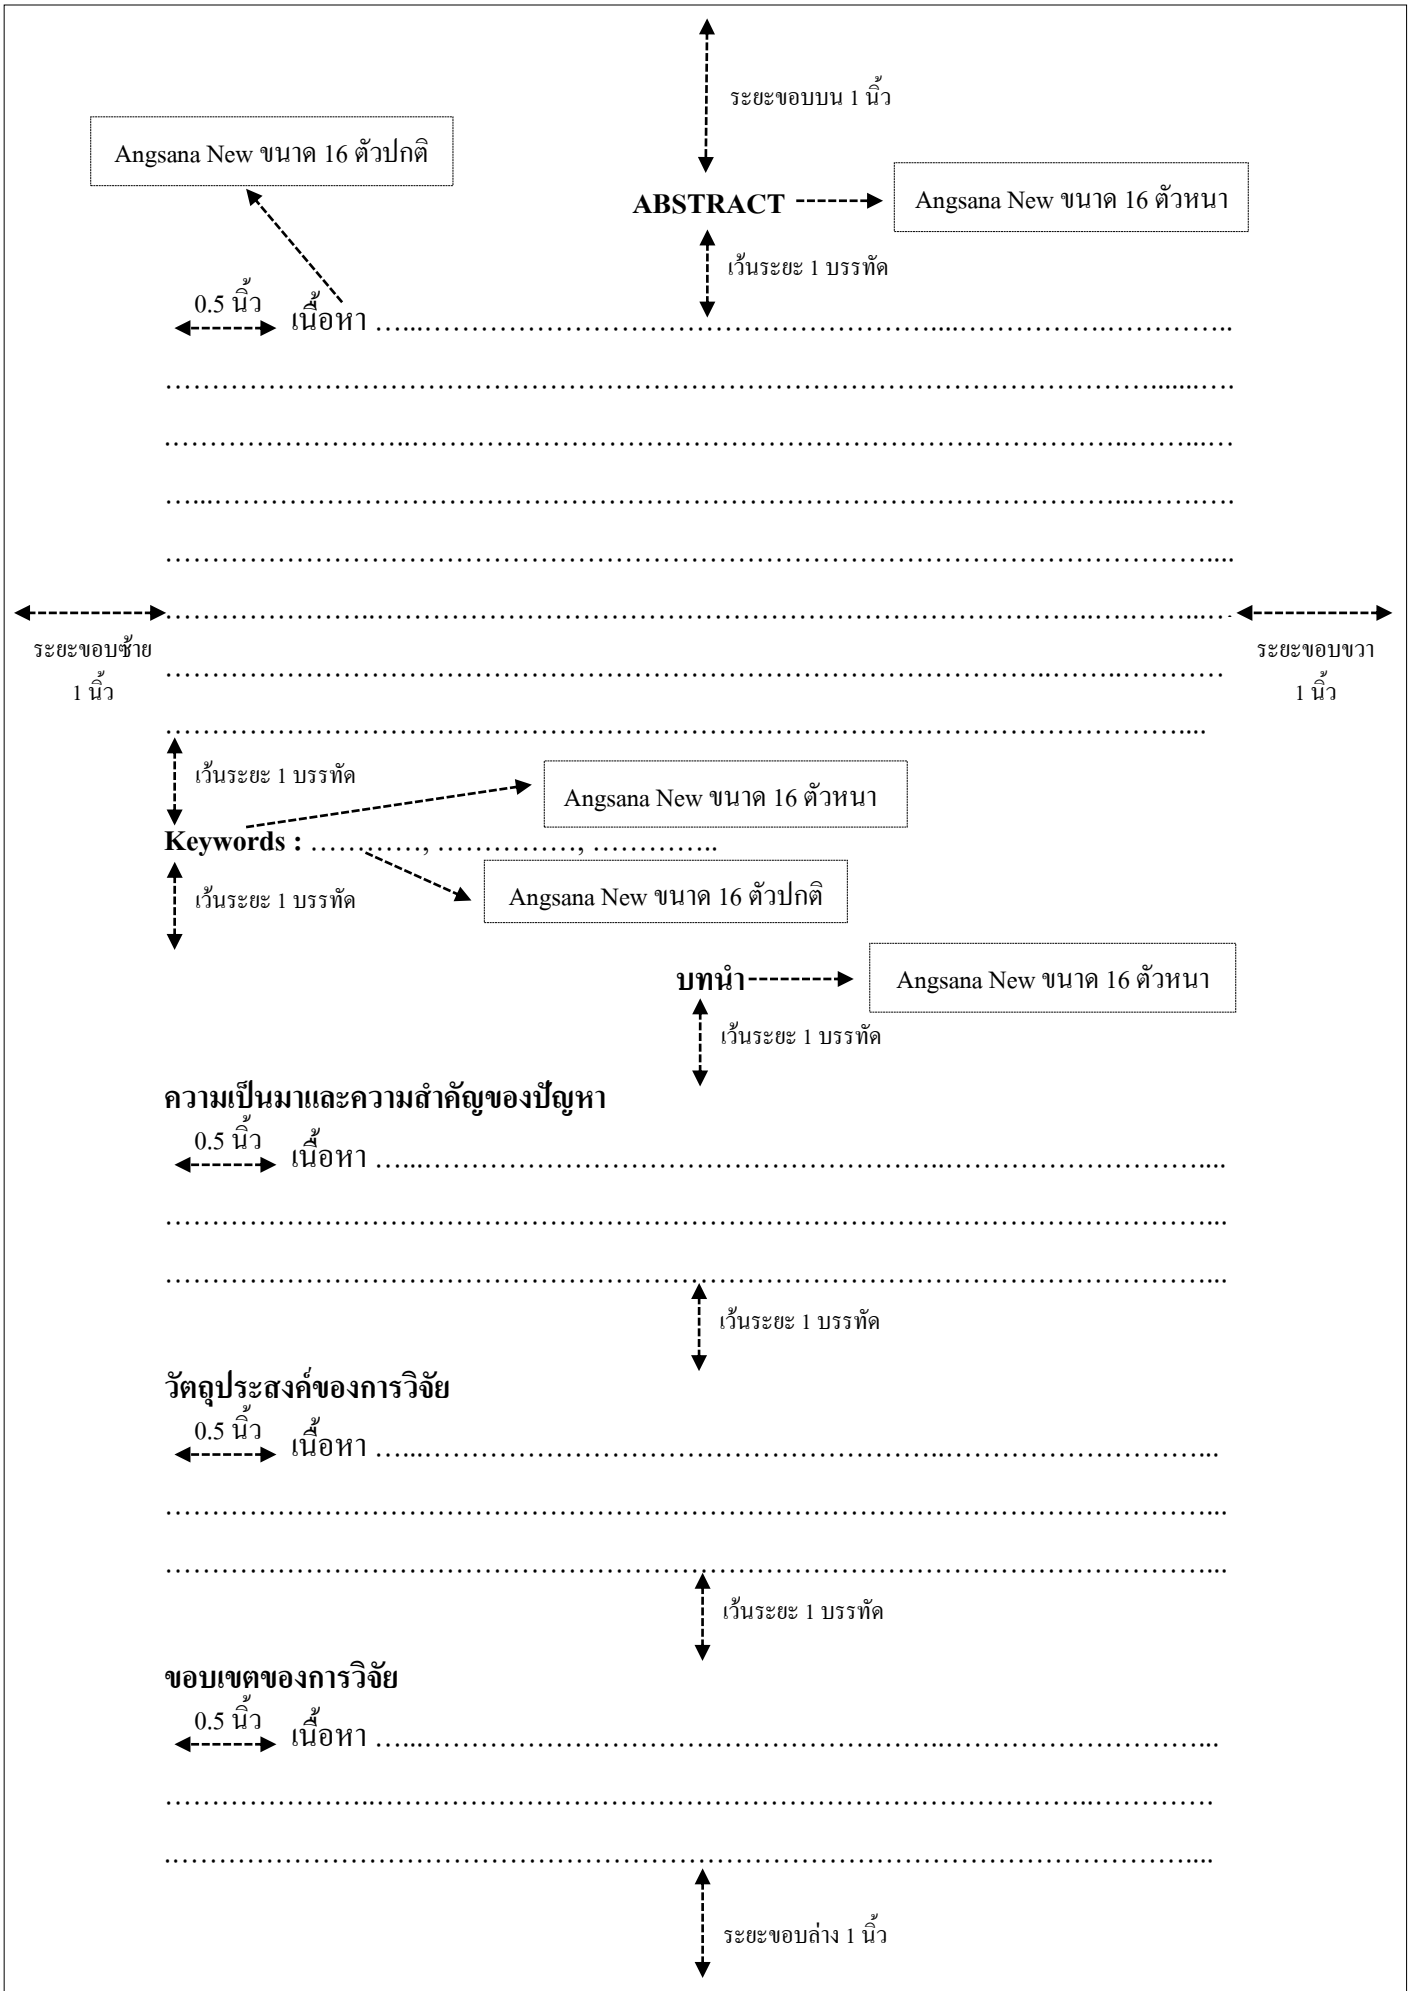 ระยะขอบบน 1 นิ้ว
Angsana New ขนาด 16 ตัวปกติ
ABSTRACT
Angsana New ขนาด 16 ตัวหนา
เว้นระยะ 1 บรรทัด
0.5 นิ้ว
เนื้อหา …...……………………………………………....…………….…………..
…………………………………………………………………………………….......….
.……………………..……………………………………………………………..……...…
…...……………………………………………………………………………...……….
………………………………………………………………………………………....
…………………..……………………………………………………………..………...…
ระยะขอบซ้าย
1 นิ้ว
ระยะขอบขวา
1 นิ้ว
…………………………………………………………………………..……..…………
……………………………………………………………………………………....
เว้นระยะ 1 บรรทัด
Angsana New ขนาด 16 ตัวหนา
Keywords : …………, ……………, …………..
เว้นระยะ 1 บรรทัด
Angsana New ขนาด 16 ตัวปกติ
บทนำ
Angsana New ขนาด 16 ตัวหนา
เว้นระยะ 1 บรรทัด
ความเป็นมาและความสำคัญของปัญหา
0.5 นิ้ว
เนื้อหา …...……………………………………………...……………………....
………………………………………………………………………………………...
………………………………………………………………………………………...
เว้นระยะ 1 บรรทัด
วัตถุประสงค์ของการวิจัย
0.5 นิ้ว
เนื้อหา …...……………………………………………...……………………...
………………………………………………………………………………………...
………………………………………………………………………………………...
เว้นระยะ 1 บรรทัด
ขอบเขตของการวิจัย
0.5 นิ้ว
เนื้อหา …...……………………………………………...……………………...
…………………..……………………………………………………………..………….
.……………………………………………………………………………………....
ระยะขอบล่าง 1 นิ้ว